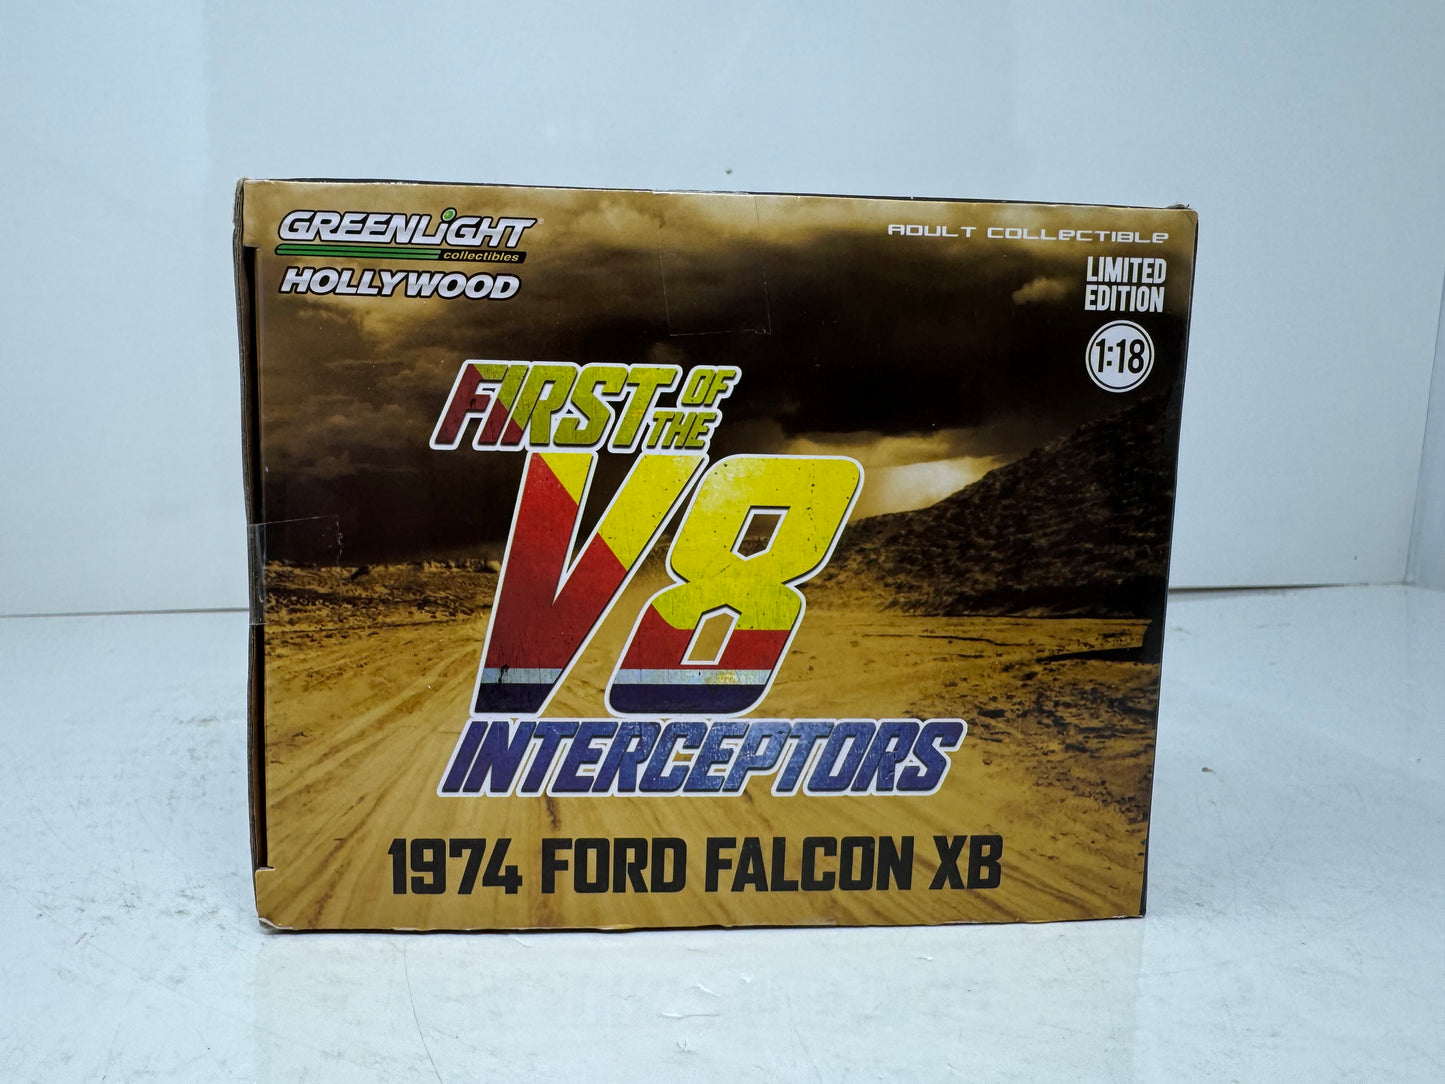 GREENLiGHT
collectibles
HOLLYWOOD
ADULT COLLECTIBLE
LIMITED
EDITION
1:18
FIRST OF THE
V8
INTERCEPTORS
1974 FORD FALCON XB